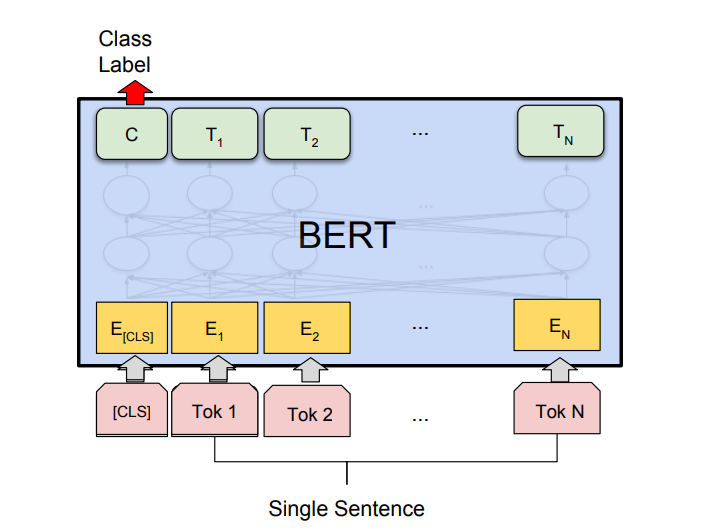 Class
Label
C T1 T2 ... TN
...
BERT
...
E[CLS] E1 E2 ... EN
[CLS] Tok 1 Tok 2 ... Tok N
Single Sentence